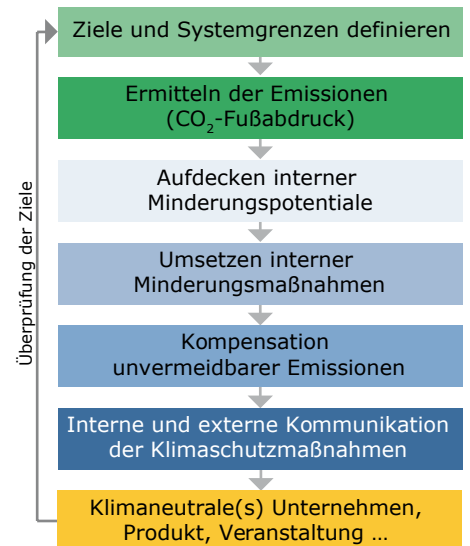 Ziele und Systemgrenzen definieren
Ermitteln der Emissionen
(CO₂-Fußabdruck)
Aufdecken interner
Minderungspotentiale
Umsetzen interner
Minderungsmaßnahmen
Kompensation
unvermeidbarer Emissionen
Interne und externe Kommunikation
der Klimaschutzmaßnahmen
Klimaneutrale(s) Unternehmen,
Produkt, Veranstaltung ...
Überprüfung der Ziele